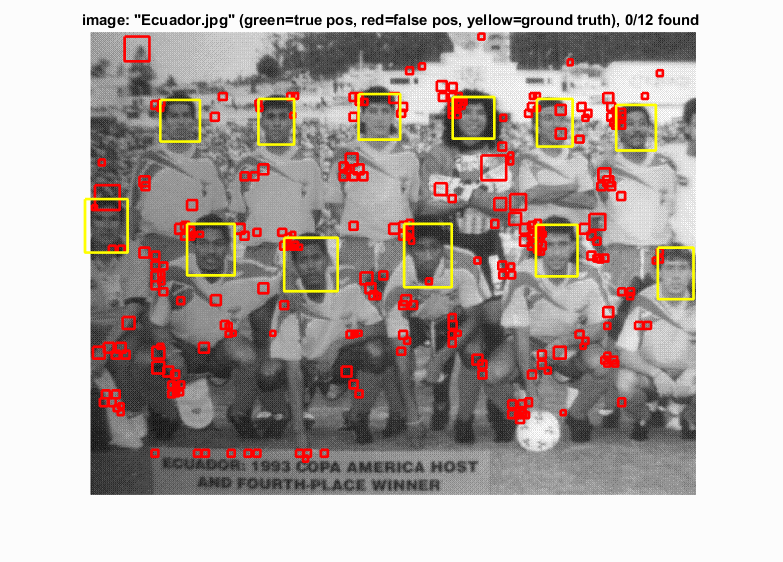 image: "Ecuador.jpg" (green=true pos, red=false pos, yellow=ground truth), 0/12 found
ECUADOR: 1993 COPA AMERICA HOST
AND FOURTH-PLACE WINNER